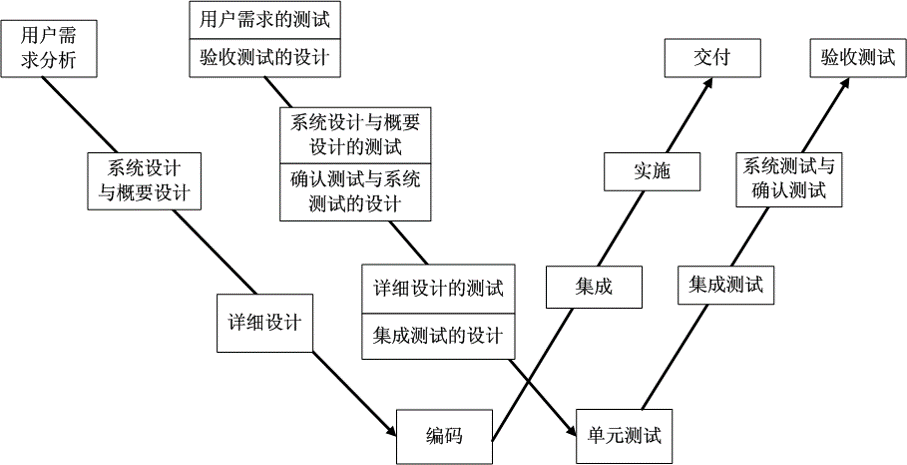 用户需
求分析
用户需求的测试
验收测试的设计
交付
验收测试
系统设计与概要
设计的测试
确认测试与系统
测试的设计
系统设计
与概要设计
实施
系统测试与
确认测试
详细设计的测试
集成测试的设计
集成
集成测试
详细设计
编码
单元测试